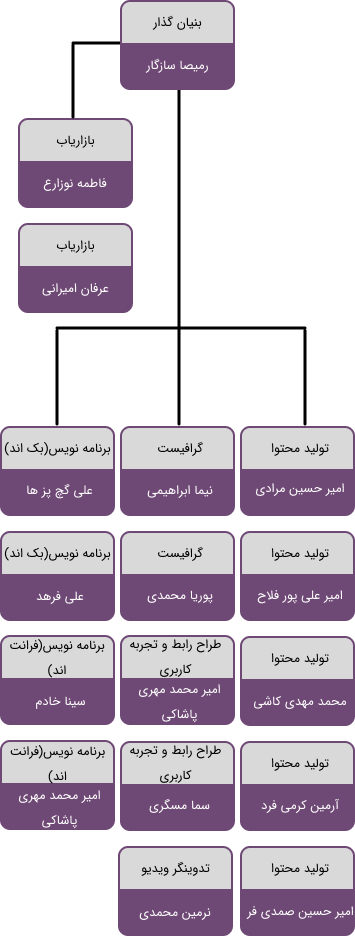 بنیان گذار
رمیصا سازگار
بازاریاب
فاطمه نوزارع
بازاریاب
عرفان امیرانی
تولید محتوا
امیر حسین مرادی
گرافیست
نیما ابراهیمی
برنامه نویس(بک اند)
علی گچ پز ها
تولید محتوا
امیر علی پور فلاح
گرافیست
پوریا محمدی
برنامه نویس(بک اند)
علی فرهد
تولید محتوا
محمد مهدی کاشی
طراح رابط و تجربه
کاربری
امیر محمد مهری
پاشاکی
برنامه نویس(فرانت
اند)
سینا خادم
تولید محتوا
آرمین کرمی فرد
طراح رابط و تجربه
کاربری
سما مسگری
برنامه نویس(فرانت
اند)
امیر محمد مهری
پاشاکی
تولید محتوا
امیر حسین صمدی فر
تدوینگر ویدیو
نرمین محمدی